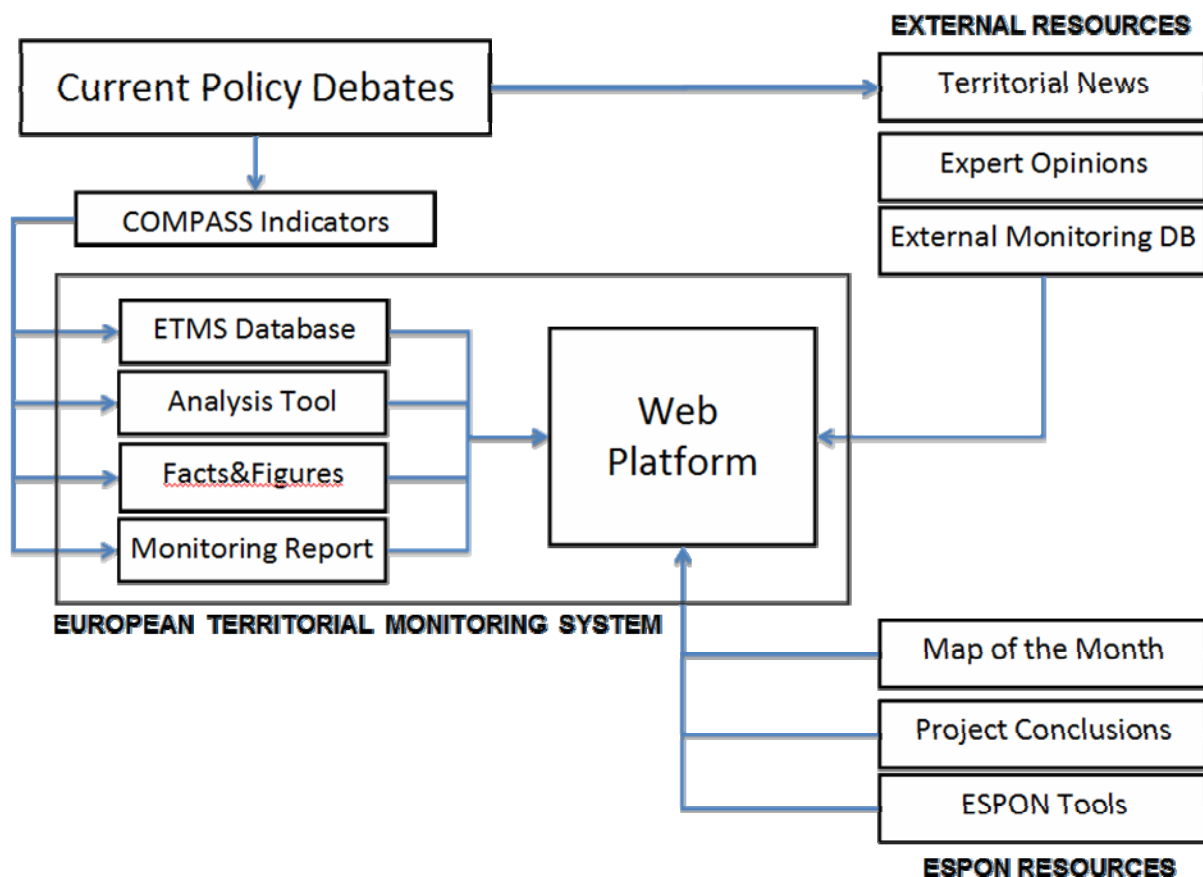 EXTERNAL RESOURCES
Current Policy Debates
Territorial News
Expert Opinions
COMPASS Indicators
External Monitoring DB
ETMS Database
Analysis Tool
Facts&Figures
Monitoring Report
Web
Platform
EUROPEAN TERRITORIAL MONITORING SYSTEM
Map of the Month
Project Conclusions
ESPON Tools
ESPON RESOURCES